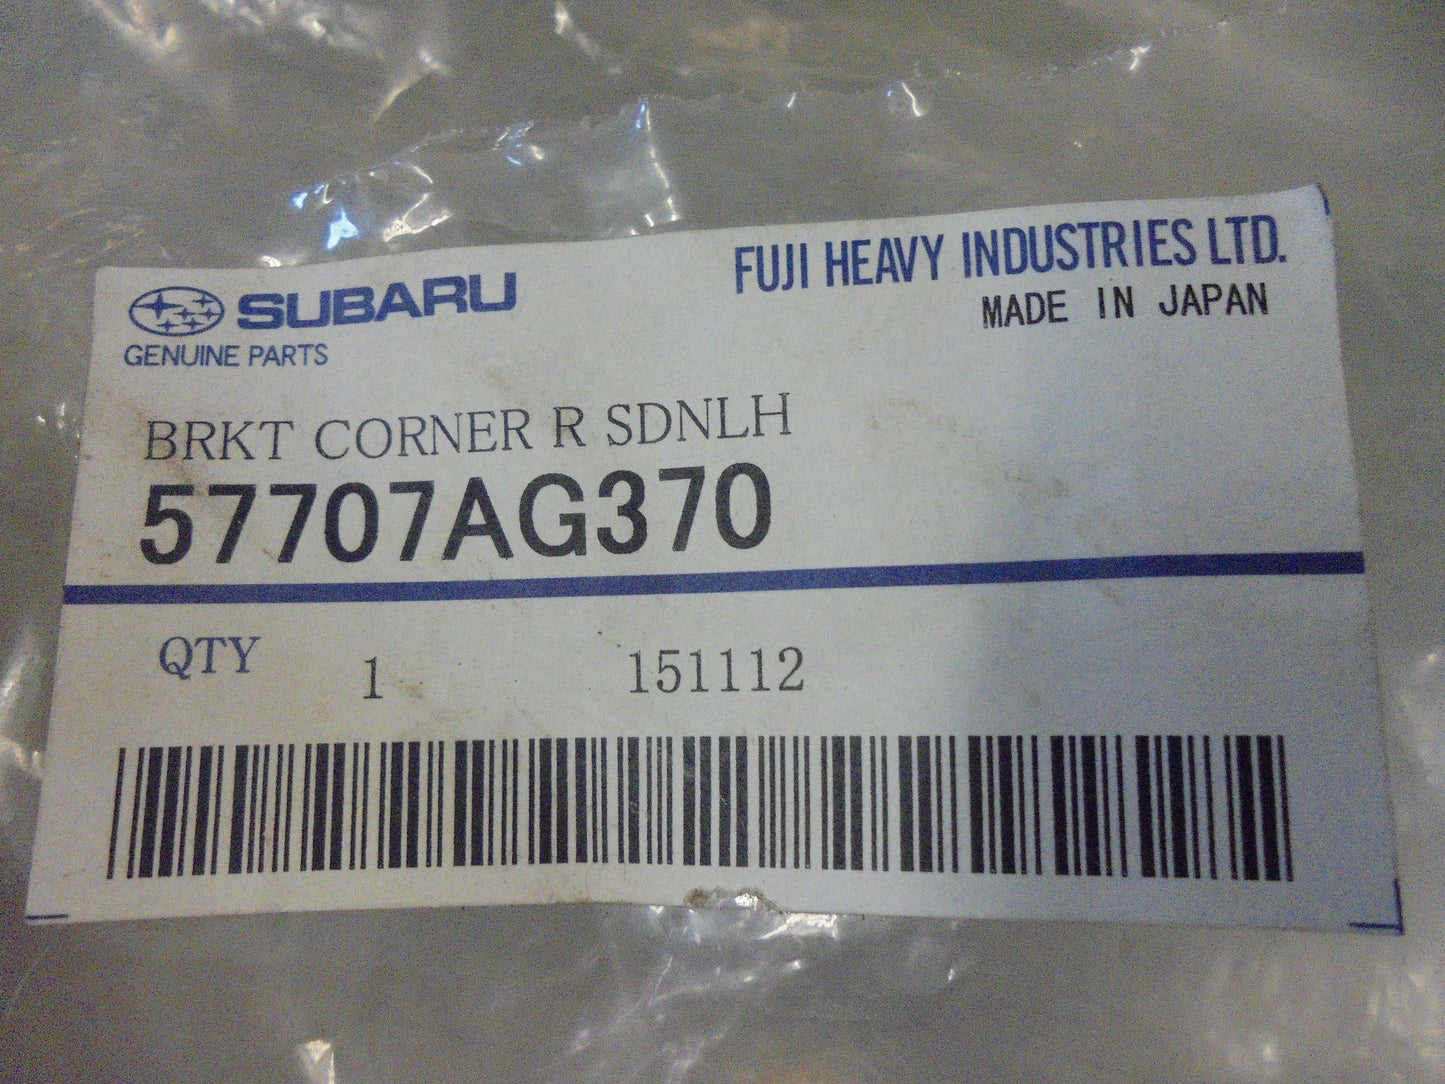 SUBARU
GENUINE PARTS
FUJI HEAVY INDUSTRIES LTD.
MADE IN JAPAN
BRKT CORNER R SDNLH
57707AG370
QTY 1 151112